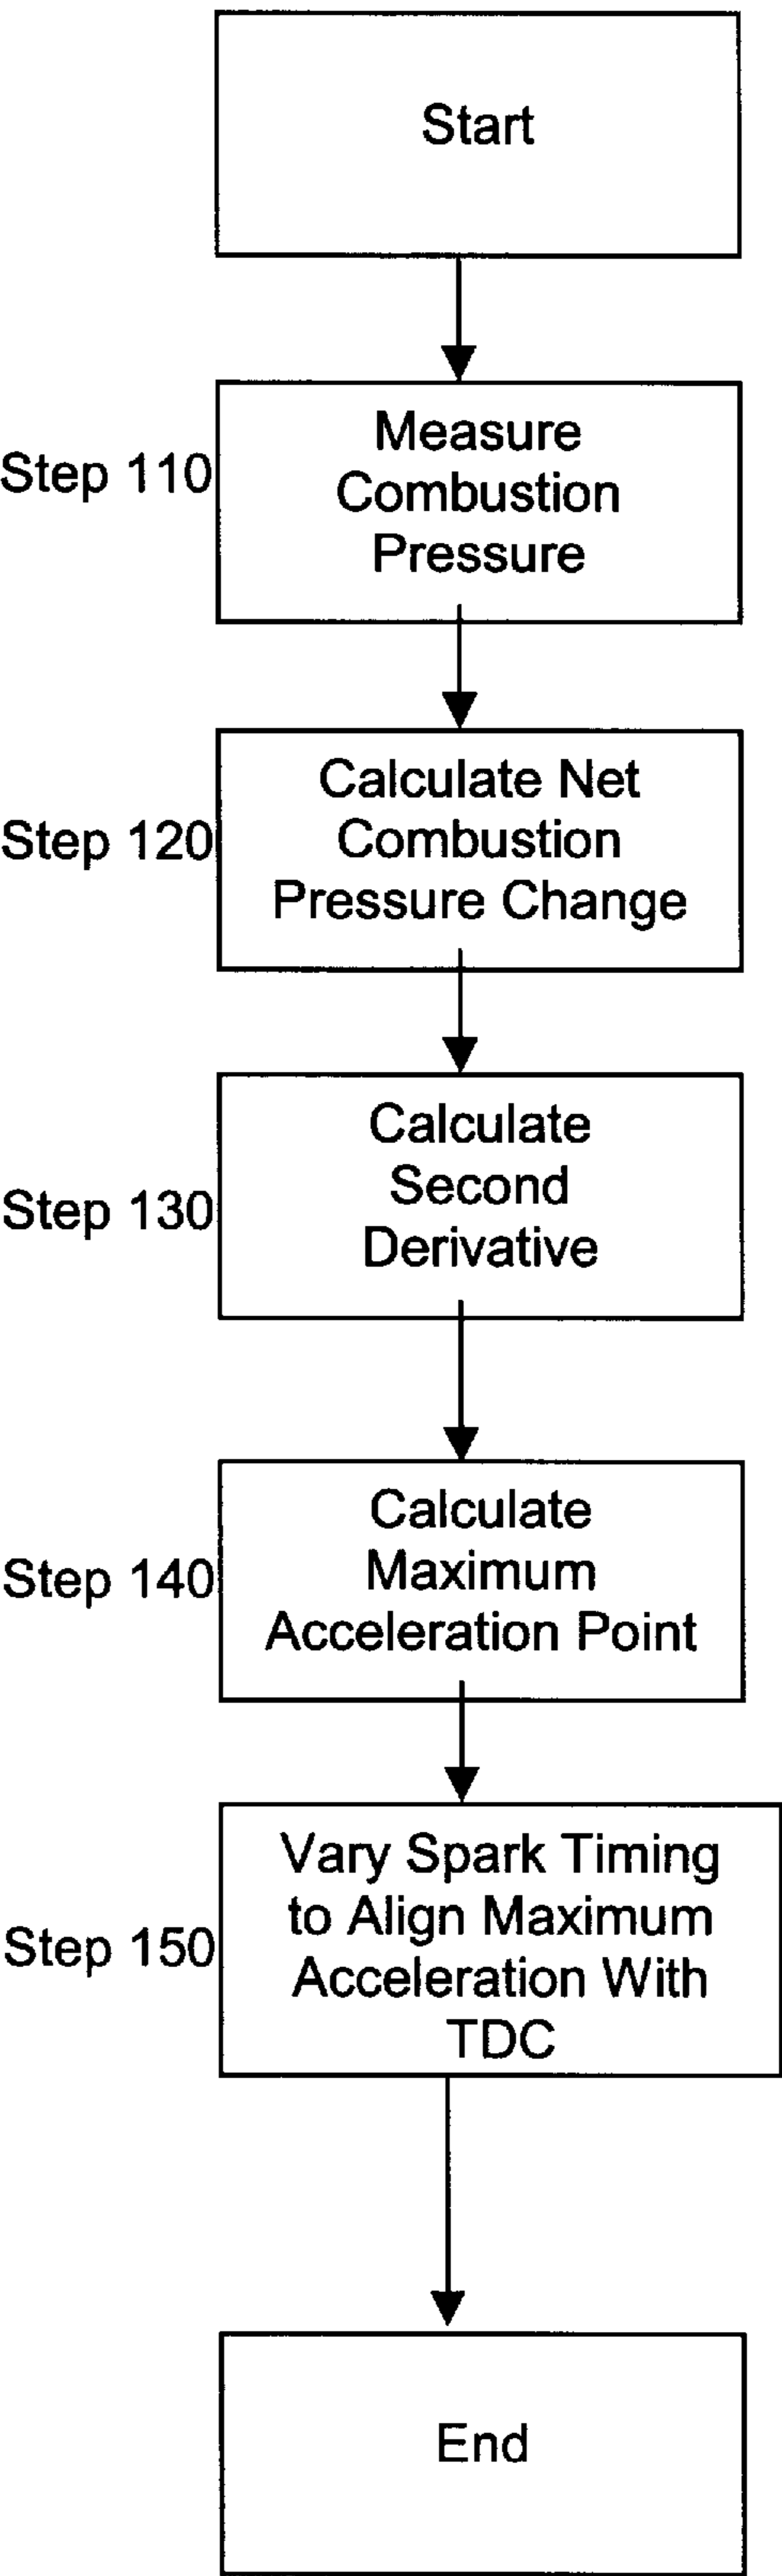 Start
Step 110
Measure
Combustion
Pressure
Step 120
Calculate Net
Combustion
Pressure Change
Step 130
Calculate
Second
Derivative
Step 140
Calculate
Maximum
Acceleration Point
Step 150
Vary Spark Timing
to Align Maximum
Acceleration With
TDC
End